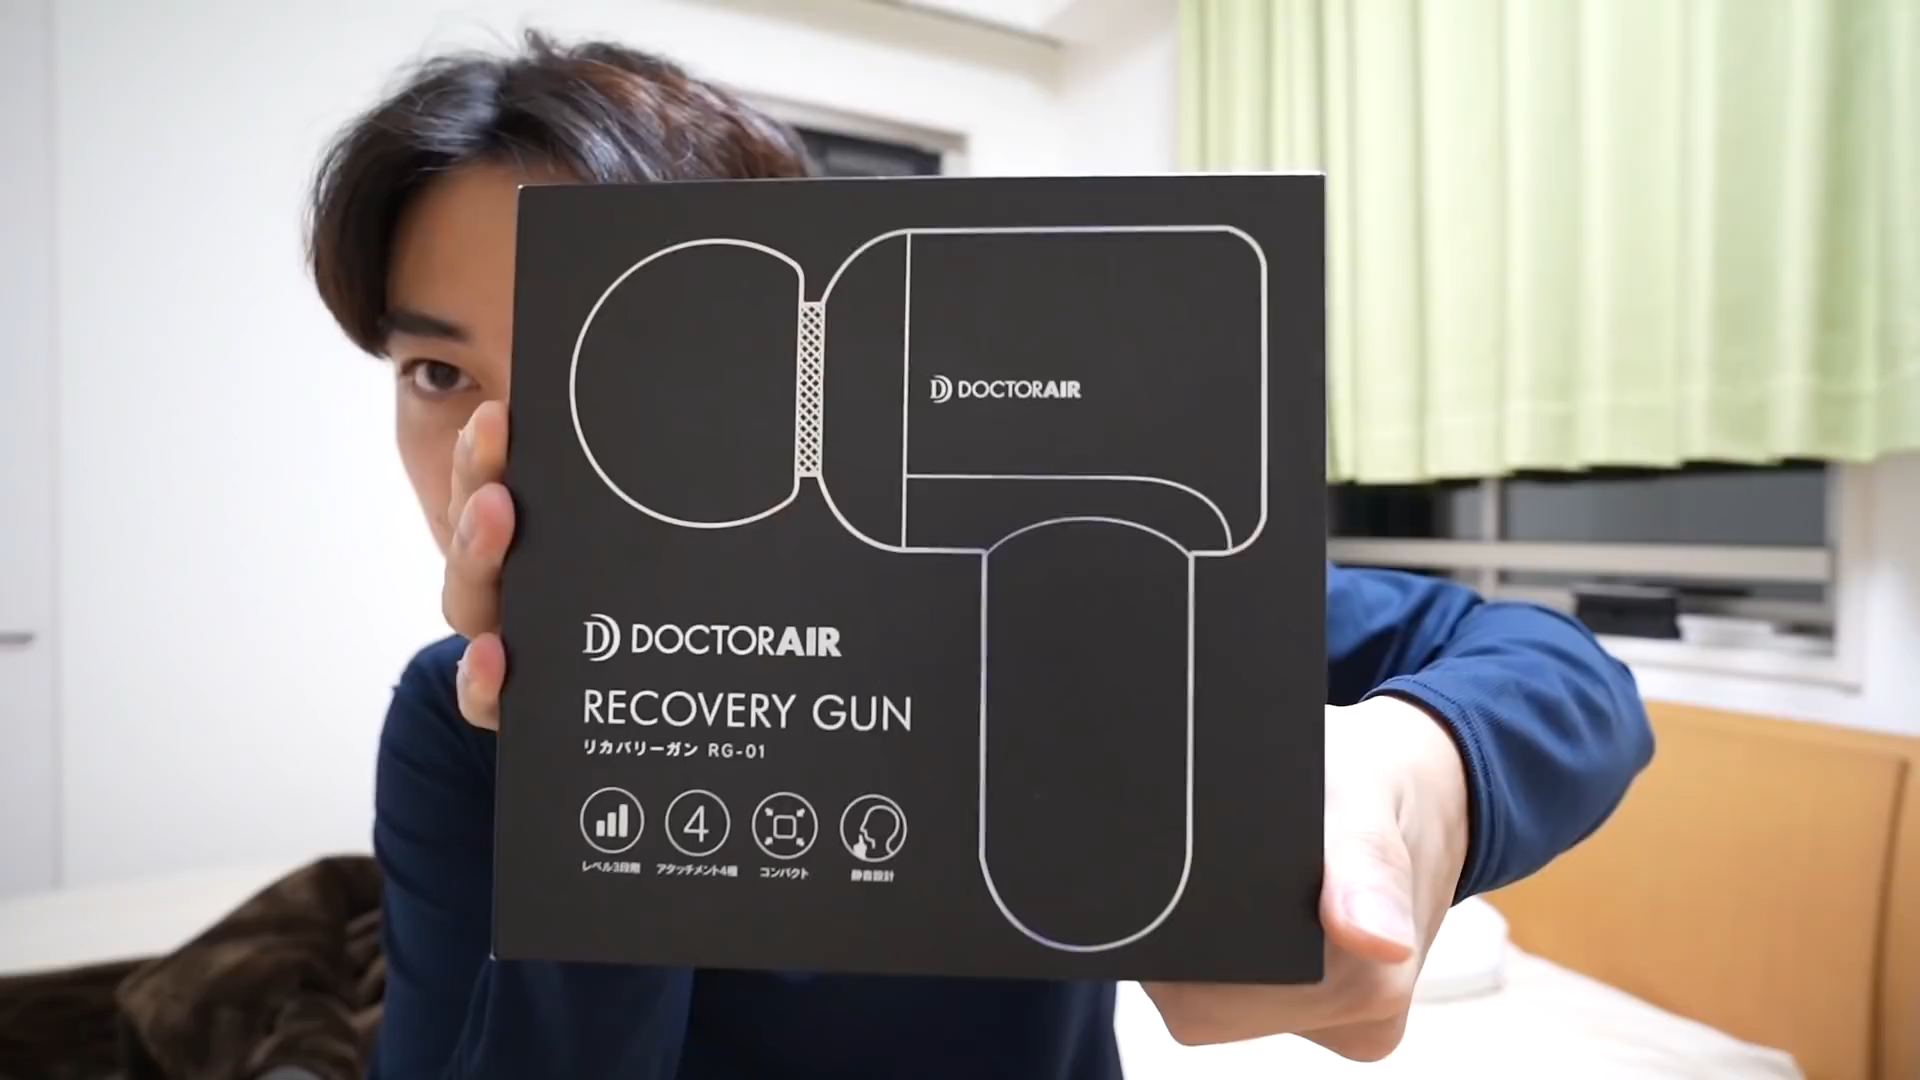 DOCTORAIR
DOCTORAIR
RECOVERY GUN
リカバリーガン RG-01
4
レベル3段階
アタッチメント4種
コンパクト
静音設計